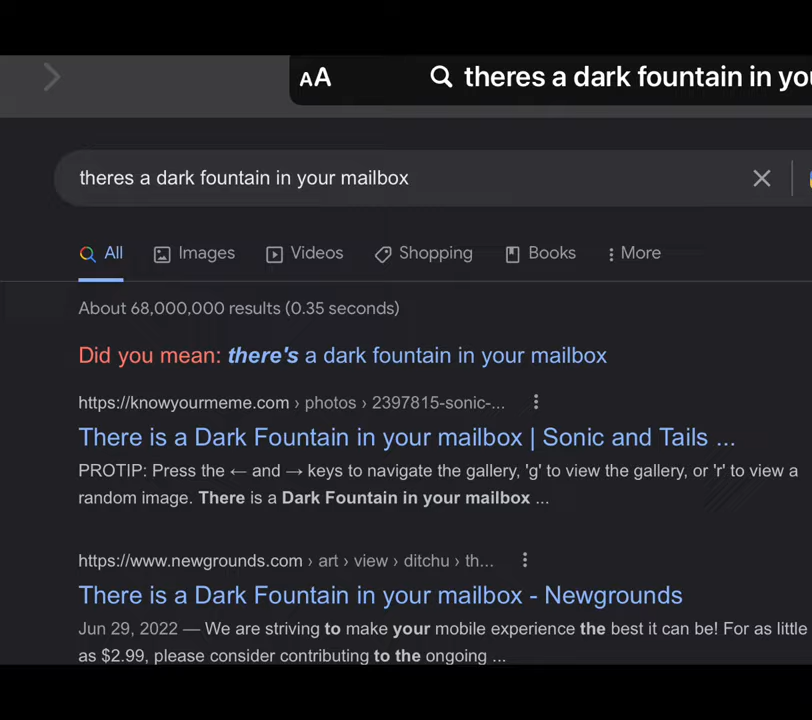 AA theres a dark fountain in you
theres a dark fountain in your mailbox
All Images Videos Shopping Books More
About 68,000,000 results (0.35 seconds)
Did you mean: there's a dark fountain in your mailbox
https://knowyourmeme.com › photos › 2397815-sonic-...
There is a Dark Fountain in your mailbox | Sonic and Tails ...
PROTIP: Press the ← and → keys to navigate the gallery, 'g' to view the gallery, or 'r' to view a
random image. There is a Dark Fountain in your mailbox ...
https://www.newgrounds.com › art › view › ditchu › th...
There is a Dark Fountain in your mailbox - Newgrounds
Jun 29, 2022 — We are striving to make your mobile experience the best it can be! For as little
as $2.99, please consider contributing to the ongoing ...